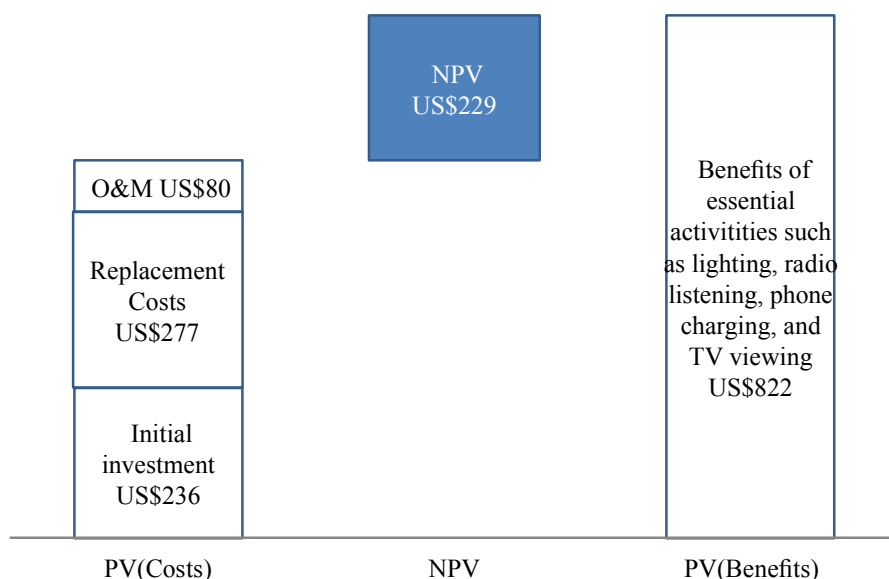 NPV
US$229
O&M US$80
Replacement
Costs
US$277
Initial
investment
US$236
Benefits of
essential
activitities such
as lighting, radio
listening, phone
charging, and
TV viewing
US$822
PV(Costs)
NPV
PV(Benefits)